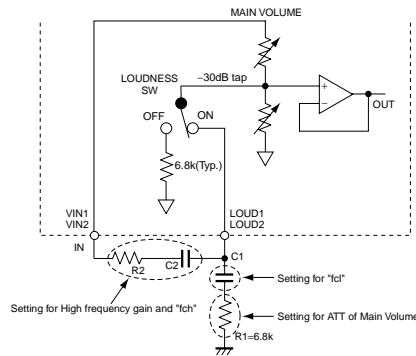 MAIN VOLUME
LOUDNESS
SW
−30dB tap
OFF
ON
+
−
OUT
6.8k(Typ.)
VIN1
VIN2
LOUD1
LOUD2
IN
R2
C2
C1
Setting for "fcl"
Setting for High frequency gain and "fch"
Setting for ATT of Main Volume
R1=6.8k